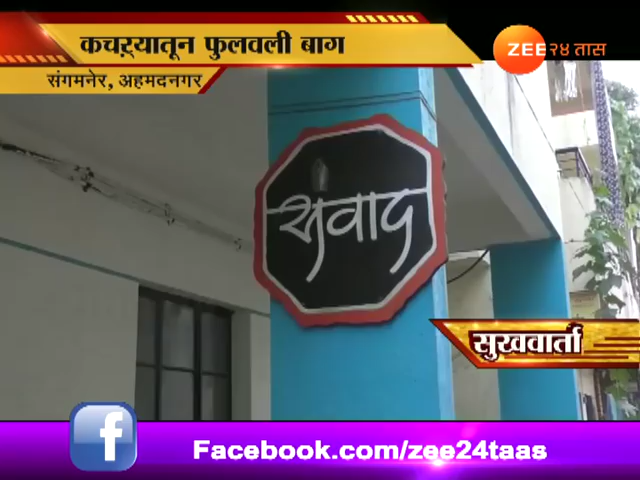 कचऱ्यातून फुलवली बाग
ZEE २४ तास
संगमनेर, अहमदनगर
संवाद
सुखवार्ता
f
Facebook.com/zee24taas